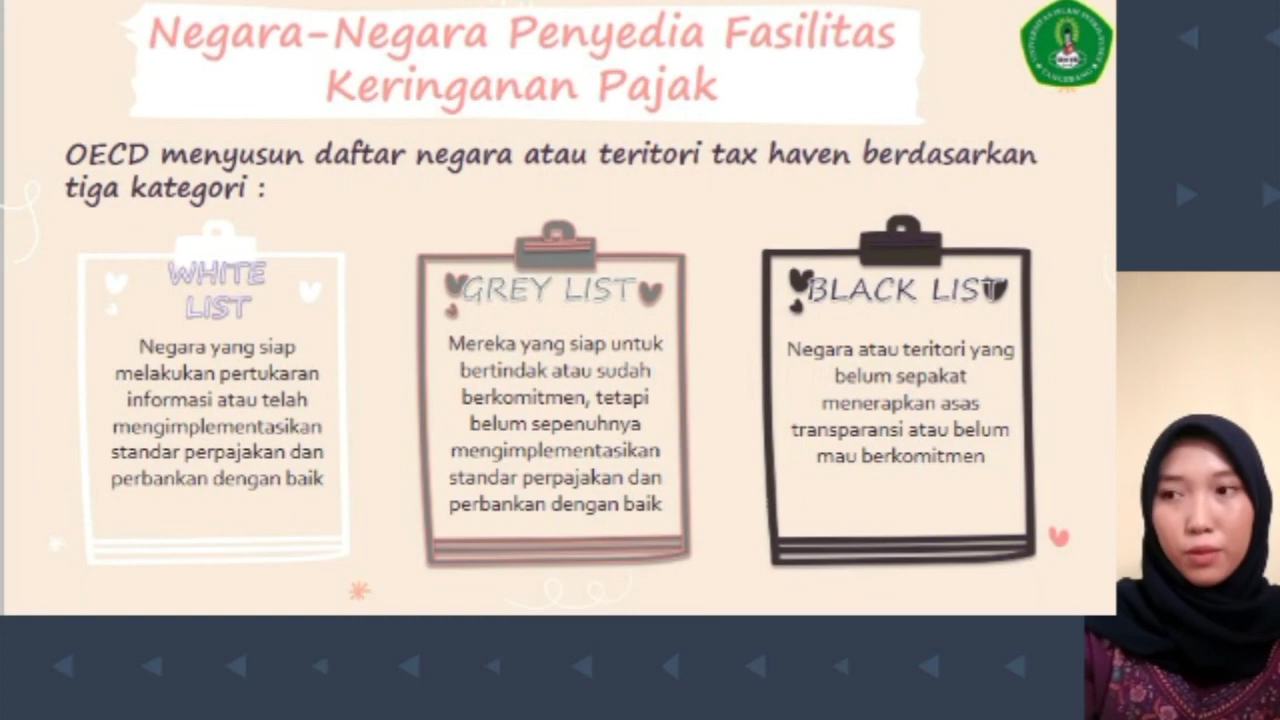 Negara-Negara Penyedia Fasilitas
Keringanan Pajak
OECD menyusun daftar negara atau teritori tax haven berdasarkan
tiga kategori :
WHITE
LIST
Negara yang siap
melakukan pertukaran
informasi atau telah
mengimplementasikan
standar perpajakan dan
perbankan dengan baik
GREY LIST
Mereka yang siap untuk
bertindak atau sudah
berkomitmen, tetapi
belum sepenuhnya
mengimplementasikan
standar perpajakan dan
perbankan dengan baik
BLACK LIST
Negara atau teritori yang
belum sepakat
menerapkan asas
transparansi atau belum
mau berkomitmen